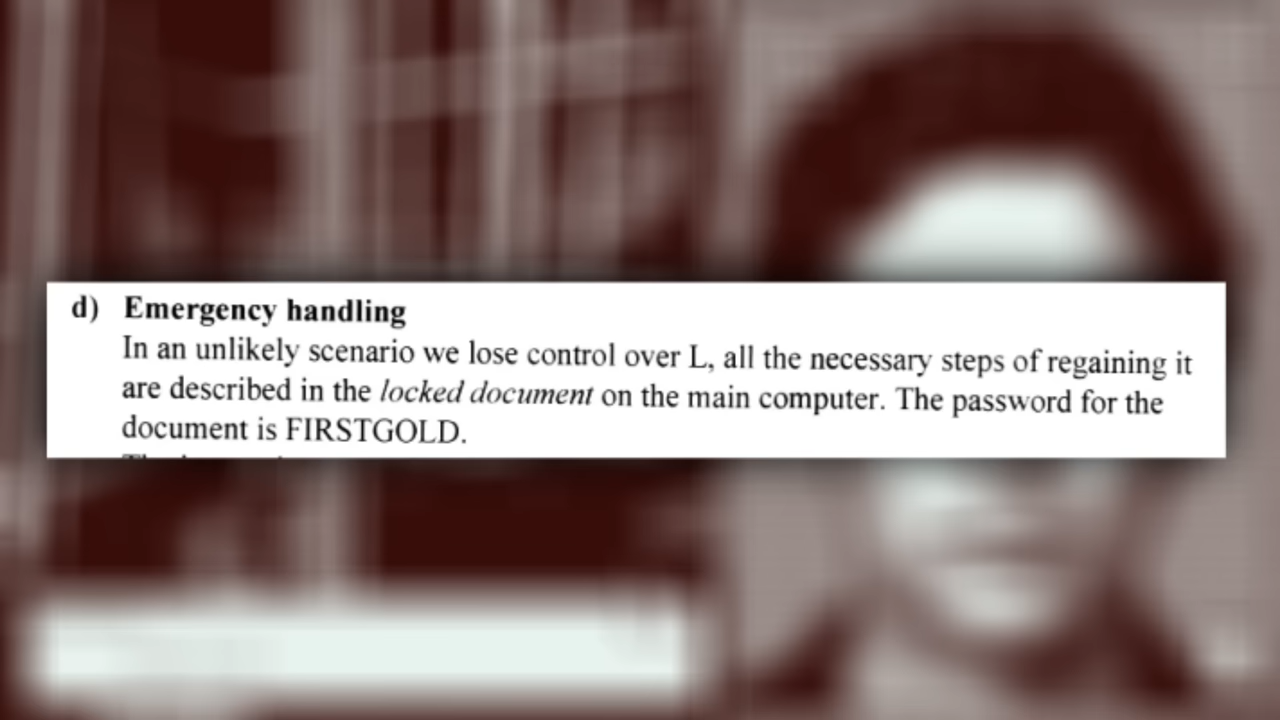 d) Emergency handling
In an unlikely scenario we lose control over L, all the necessary steps of regaining it
are described in the locked document on the main computer. The password for the
document is FIRSTGOLD.